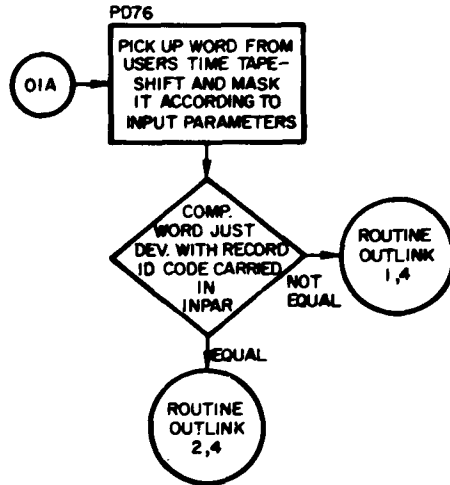 PD76
PICK UP WORD FROM
USERS TIME TAPE-
SHIFT AND MASK
IT ACCORDING TO
INPUT PARAMETERS
01A
COMP.
WORD JUST
DEV. WITH RECORD
ID CODE CARRIED
IN
INPAR
NOT
EQUAL
ROUTINE
OUTLINK
1,4
EQUAL
ROUTINE
OUTLINK
2,4